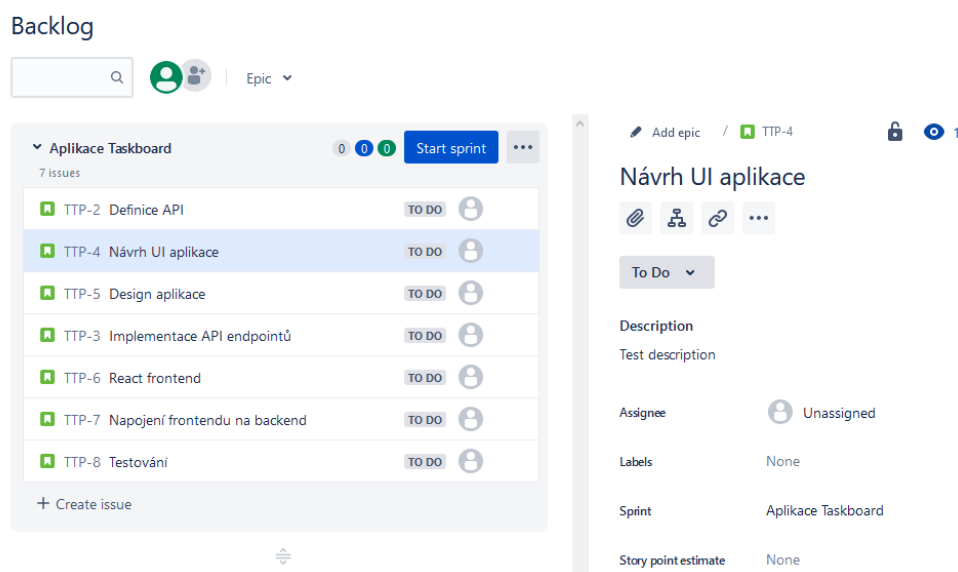 Backlog
Epic
Aplikace Taskboard
0 0 0
Start sprint
7 issues
TTP-2 Definice API TO DO
TTP-4 Návrh UI aplikace TO DO
TTP-5 Design aplikace TO DO
TTP-3 Implementace API endpointů TO DO
TTP-6 React frontend TO DO
TTP-7 Napojení frontendu na backend TO DO
TTP-8 Testování TO DO
+ Create issue
Add epic / TTP-4
1
Návrh UI aplikace
To Do
Description
Test description
Assignee Unassigned
Labels None
Sprint Aplikace Taskboard
Story point estimate None